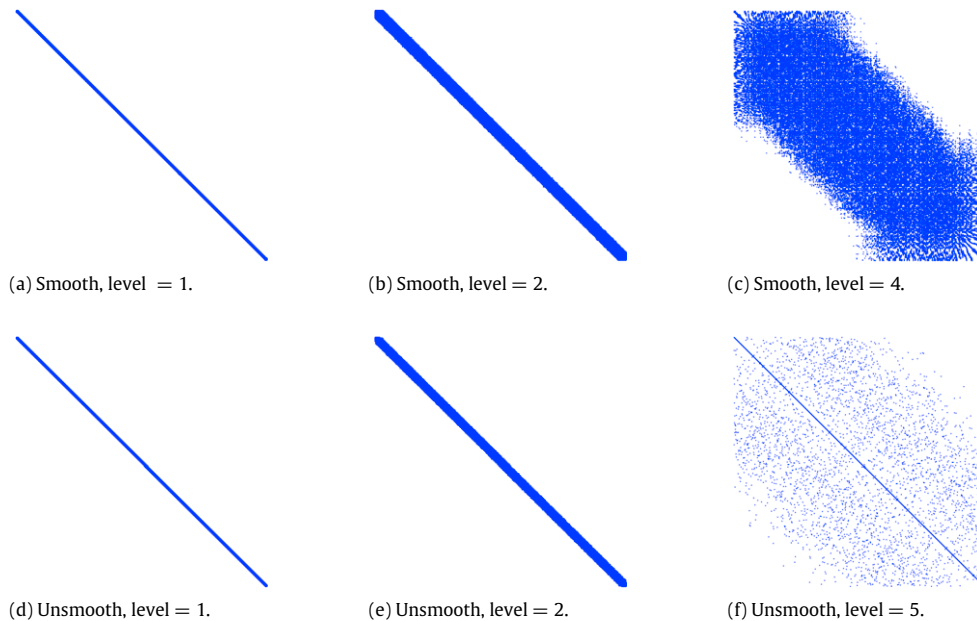 (a) Smooth, level = 1.
(b) Smooth, level = 2.
(c) Smooth, level = 4.
(d) Unsmooth, level = 1.
(e) Unsmooth, level = 2.
(f) Unsmooth, level = 5.